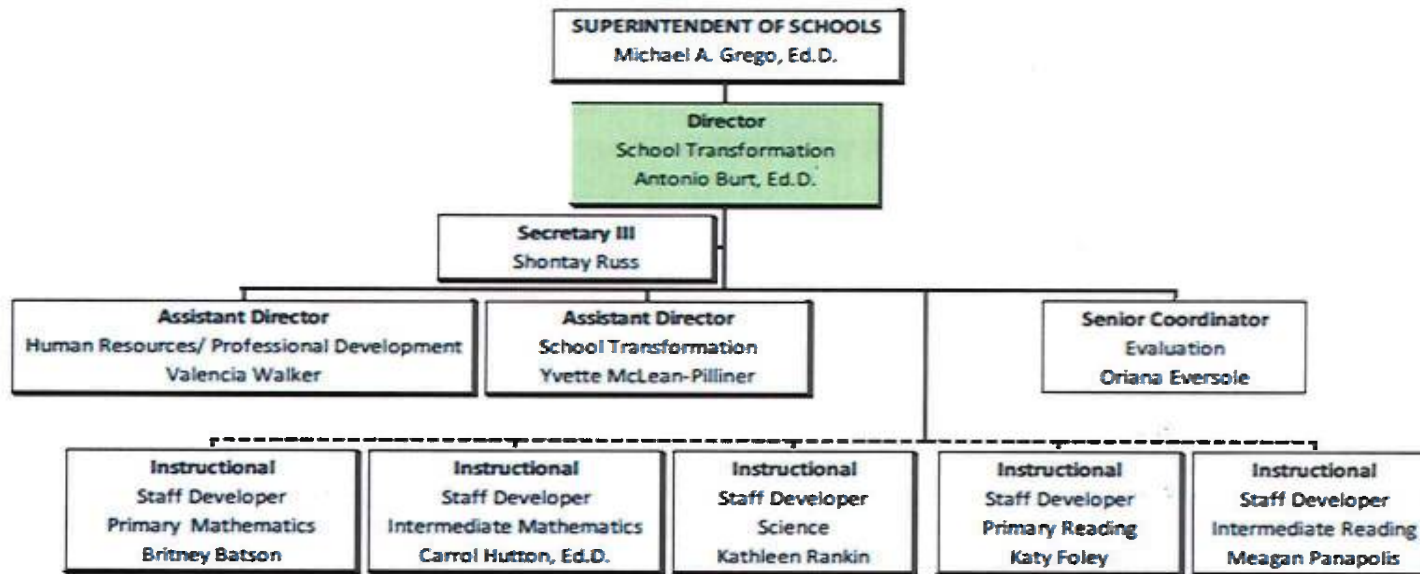 SUPERINTENDENT OF SCHOOLS
Michael A. Grego, Ed.D.
Director
School Transformation
Antonio Burt, Ed.D.
Secretary III
Shontay Russ
Assistant Director
Human Resources/ Professional Development
Valencia Walker
Assistant Director
School Transformation
Yvette McLean-Pilliner
Senior Coordinator
Evaluation
Oriana Eversole
Instructional
Staff Developer
Primary Mathematics
Britney Batson
Instructional
Staff Developer
Intermediate Mathematics
Carrol Hutton, Ed.D.
Instructional
Staff Developer
Science
Kathleen Rankin
Instructional
Staff Developer
Primary Reading
Katy Foley
Instructional
Staff Developer
Intermediate Reading
Meagan Panapolis